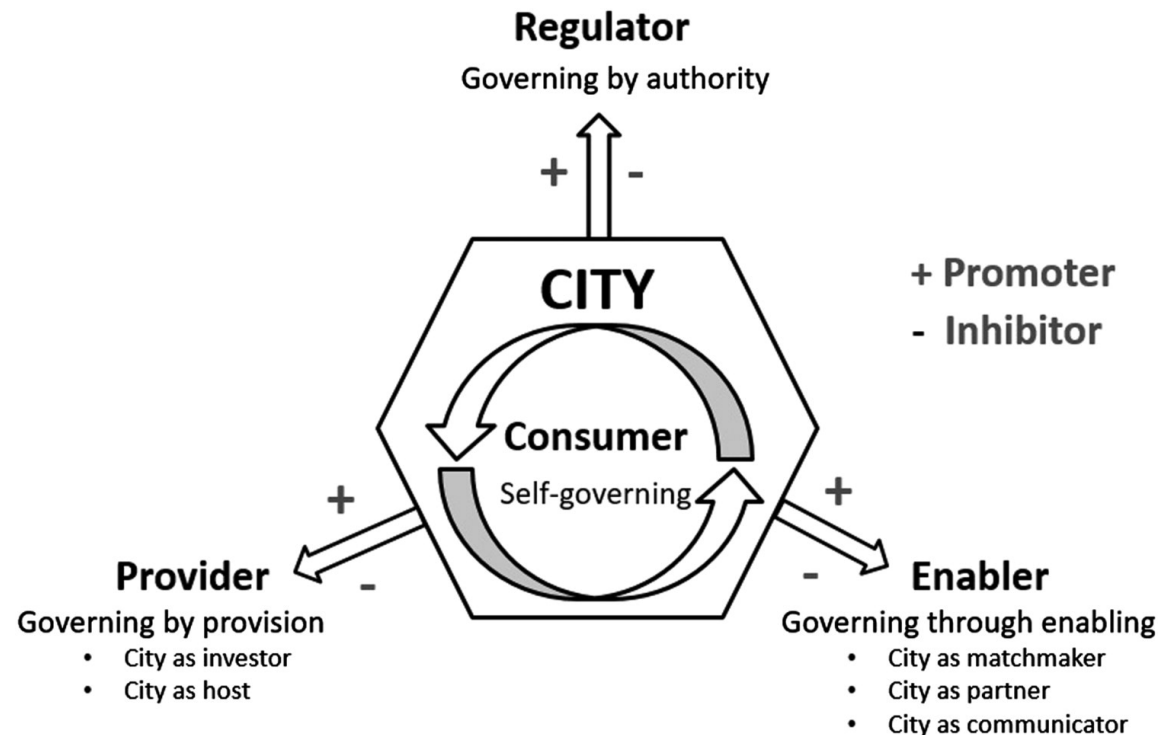 Regulator
Governing by authority
+ -
CITY
+ Promoter
- Inhibitor
Consumer
Self-governing
+ -
Provider
Governing by provision
• City as investor
• City as host
+ -
Enabler
Governing through enabling
• City as matchmaker
• City as partner
• City as communicator